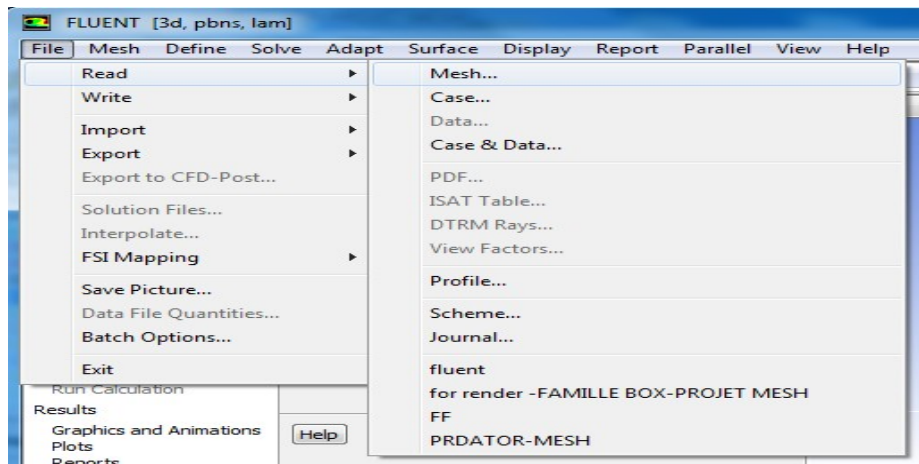 FLUENT [3d, pbns, lam]
File Mesh Define Solve Adapt Surface Display Report Parallel View Help
Read
Write
Import
Export
Export to CFD-Post...
Solution Files...
Interpolate...
FSI Mapping
Save Picture...
Data File Quantities...
Batch Options...
Exit
Mesh...
Case...
Data...
Case & Data...
PDF...
ISAT Table...
DTRM Rays...
View Factors...
Profile...
Scheme...
Journal...
fluent
for render -FAMILLE BOX-PROJET MESH
FF
PRDATOR-MESH
Run Calculation
Results
Graphics and Animations
Plots
Reports
Help